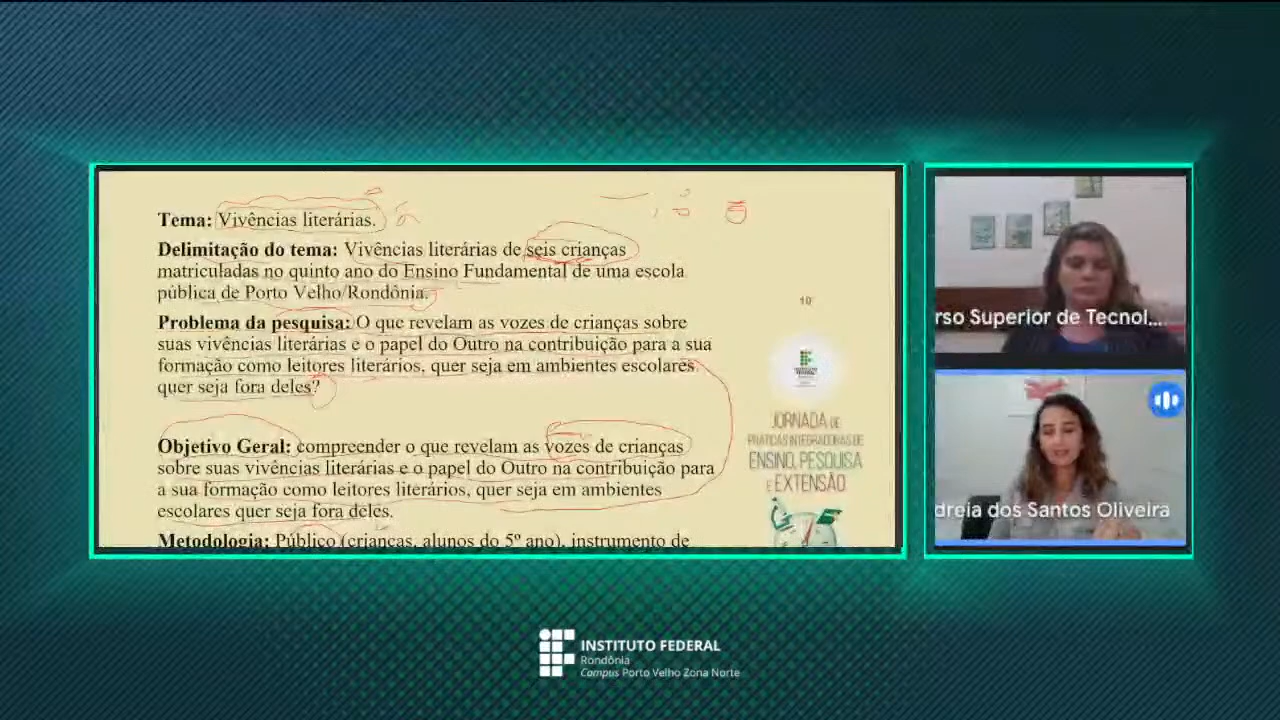 Tema: Vivências literárias.
Delimitação do tema: Vivências literárias de seis crianças
matriculadas no quinto ano do Ensino Fundamental de uma escola
pública de Porto Velho/Rondônia.
Problema da pesquisa: O que revelam as vozes de crianças sobre
suas vivências literárias e o papel do Outro na contribuição para a sua
formação como leitores literários, quer seja em ambientes escolares
quer seja fora deles?
Objetivo Geral: compreender o que revelam as vozes de crianças
sobre suas vivências literárias e o papel do Outro na contribuição para
a sua formação como leitores literários, quer seja em ambientes
escolares quer seja fora deles.
Metodologia: Público (crianças, alunos do 5º ano), instrumento de
10
JORNADA DE
PRÁTICAS INTEGRADORAS DE
ENSINO, PESQUISA
E EXTENSÃO
rso Superior de Tecnol...
dreia dos Santos Oliveira
INSTITUTO FEDERAL
Rondônia
Campus Porto Velho Zona Norte